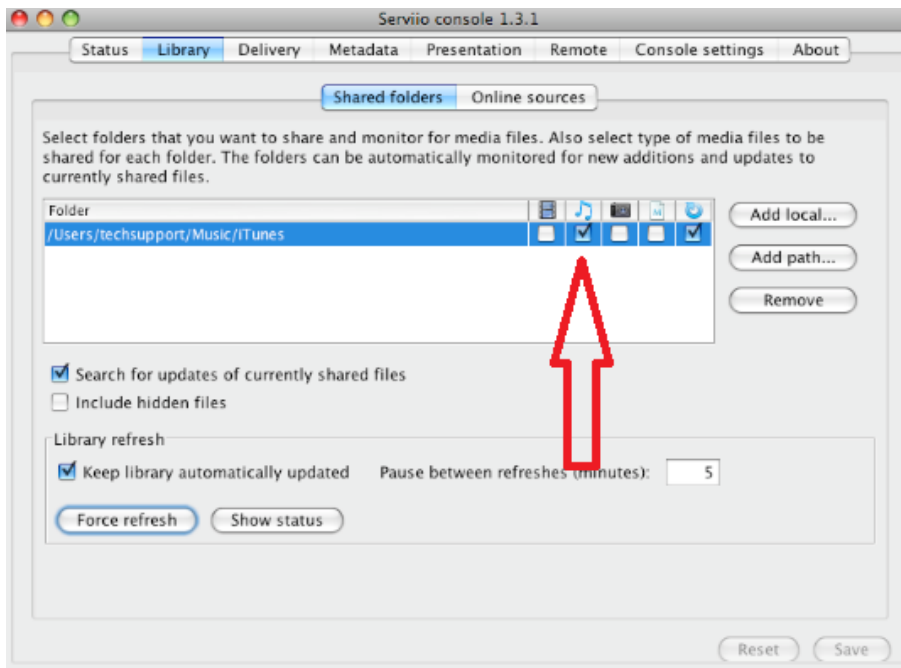 Serviio console 1.3.1
Status Library Delivery Metadata Presentation Remote Console settings About
Shared folders Online sources
Select folders that you want to share and monitor for media files. Also select type of media files to be
shared for each folder. The folders can be automatically monitored for new additions and updates to
currently shared files.
Folder
/Users/techsupport/Music/iTunes
Add local...
Add path...
Remove
Search for updates of currently shared files
Include hidden files
Library refresh
Keep library automatically updated Pause between refreshes (minutes): 5
Force refresh Show status
Reset Save